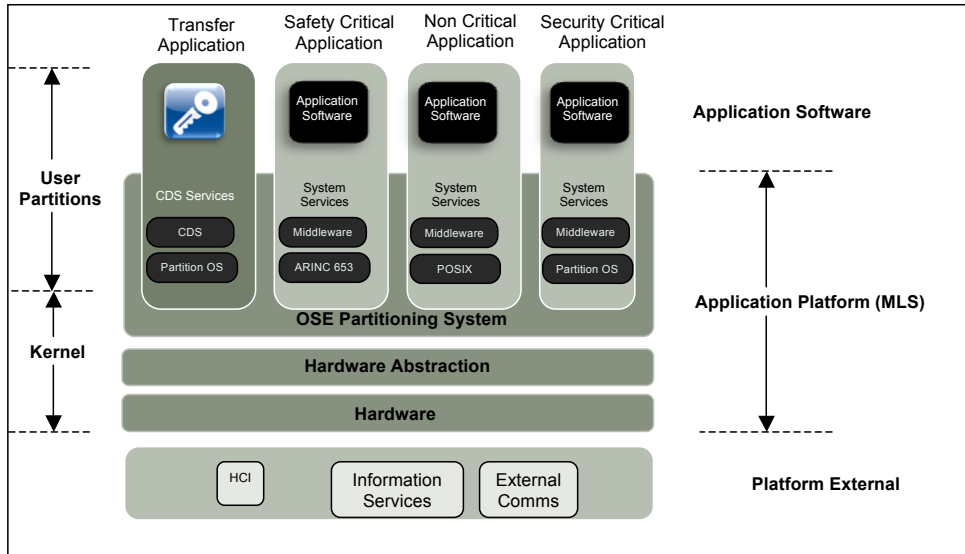 Transfer
Application
Safety Critical
Application
Non Critical
Application
Security Critical
Application
Application
Software
Application
Software
Application
Software
Application Software
User
Partitions
CDS Services
System
Services
System
Services
System
Services
CDS
Middleware
Middleware
Middleware
Partition OS
ARINC 653
POSIX
Partition OS
OSE Partitioning System
Application Platform (MLS)
Kernel
Hardware Abstraction
Hardware
HCI
Information
Services
External
Comms
Platform External